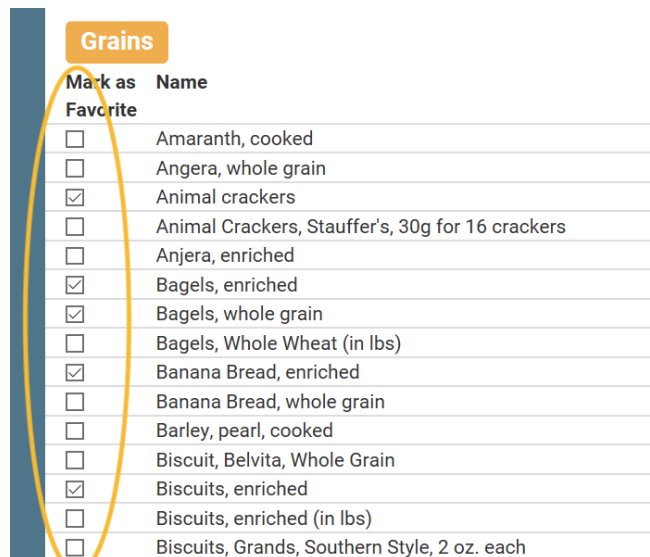 Grains
Mark as Name
Favorite
Amaranth, cooked
Angera, whole grain
Animal crackers
Animal Crackers, Stauffer's, 30g for 16 crackers
Anjera, enriched
Bagels, enriched
Bagels, whole grain
Bagels, Whole Wheat (in lbs)
Banana Bread, enriched
Banana Bread, whole grain
Barley, pearl, cooked
Biscuit, Belvita, Whole Grain
Biscuits, enriched
Biscuits, enriched (in lbs)
Biscuits, Grands, Southern Style, 2 oz. each